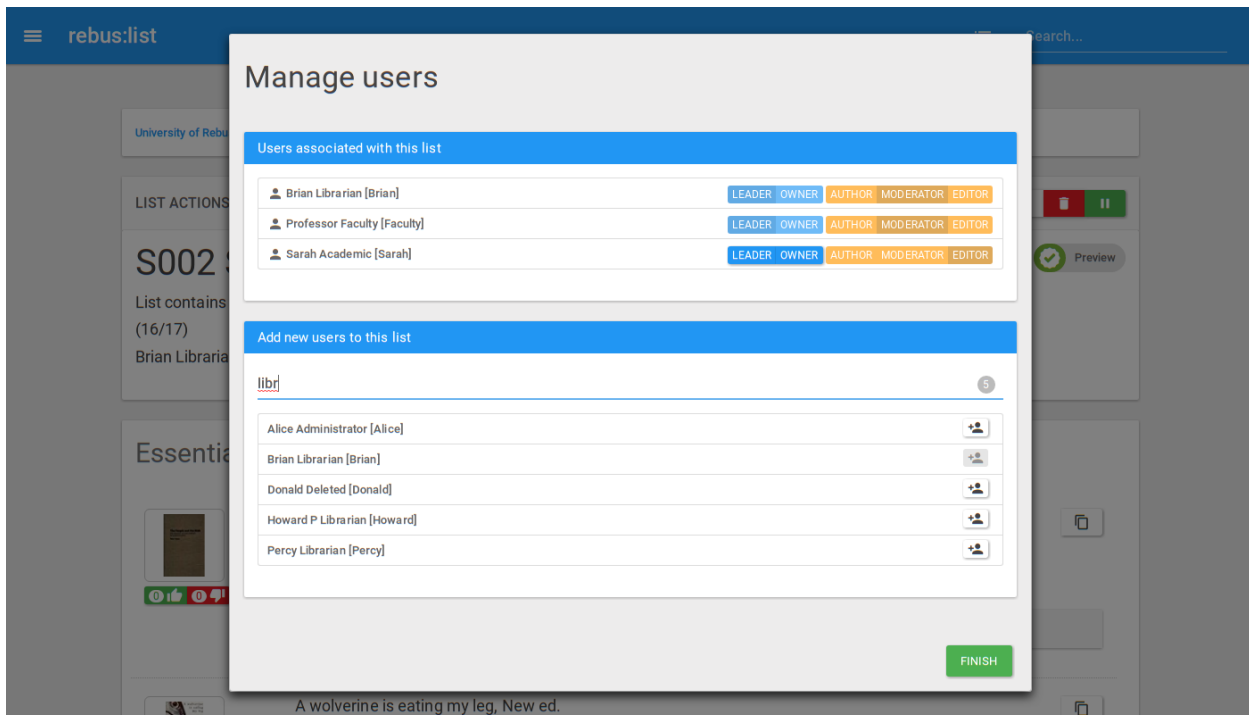 rebus:list
Search...
Manage users
University of Rebu
Users associated with this list
Brian Librarian [Brian] LEADER OWNER AUTHOR MODERATOR EDITOR
LIST ACTIONS
Professor Faculty [Faculty] LEADER OWNER AUTHOR MODERATOR EDITOR
Sarah Academic [Sarah] LEADER OWNER AUTHOR MODERATOR EDITOR
S002
Preview
List contains
(16/17)
Brian Libraria
Add new users to this list
libr 5
Alice Administrator [Alice]
Essentia
Brian Librarian [Brian]
Donald Deleted [Donald]
Howard P Librarian [Howard]
Percy Librarian [Percy]
0 0
FINISH
A wolverine is eating my leg, New ed.